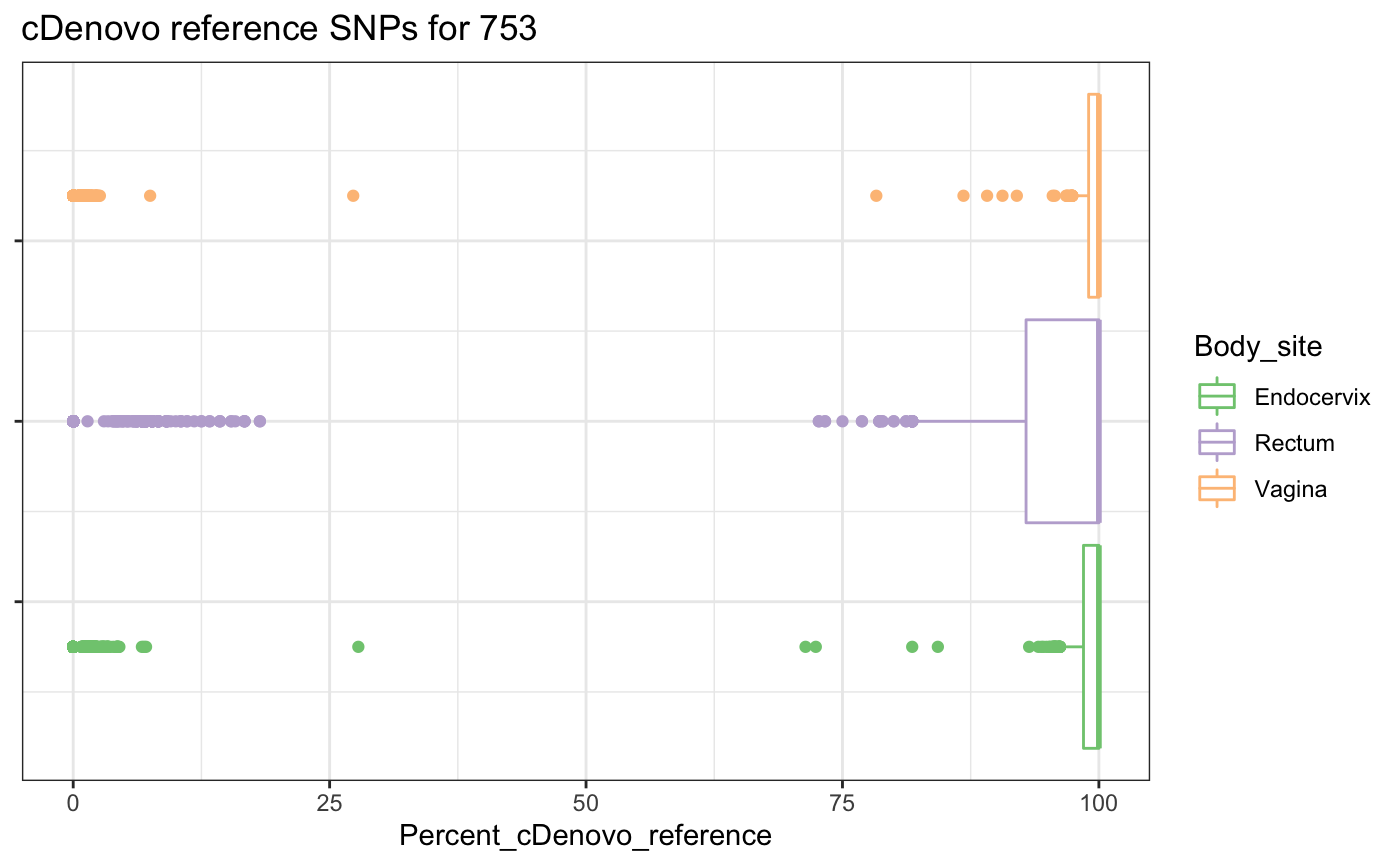 cDenovo reference SNPs for 753
Body_site
Endocervix
Rectum
Vagina
0 25 50 75 100
Percent_cDenovo_reference